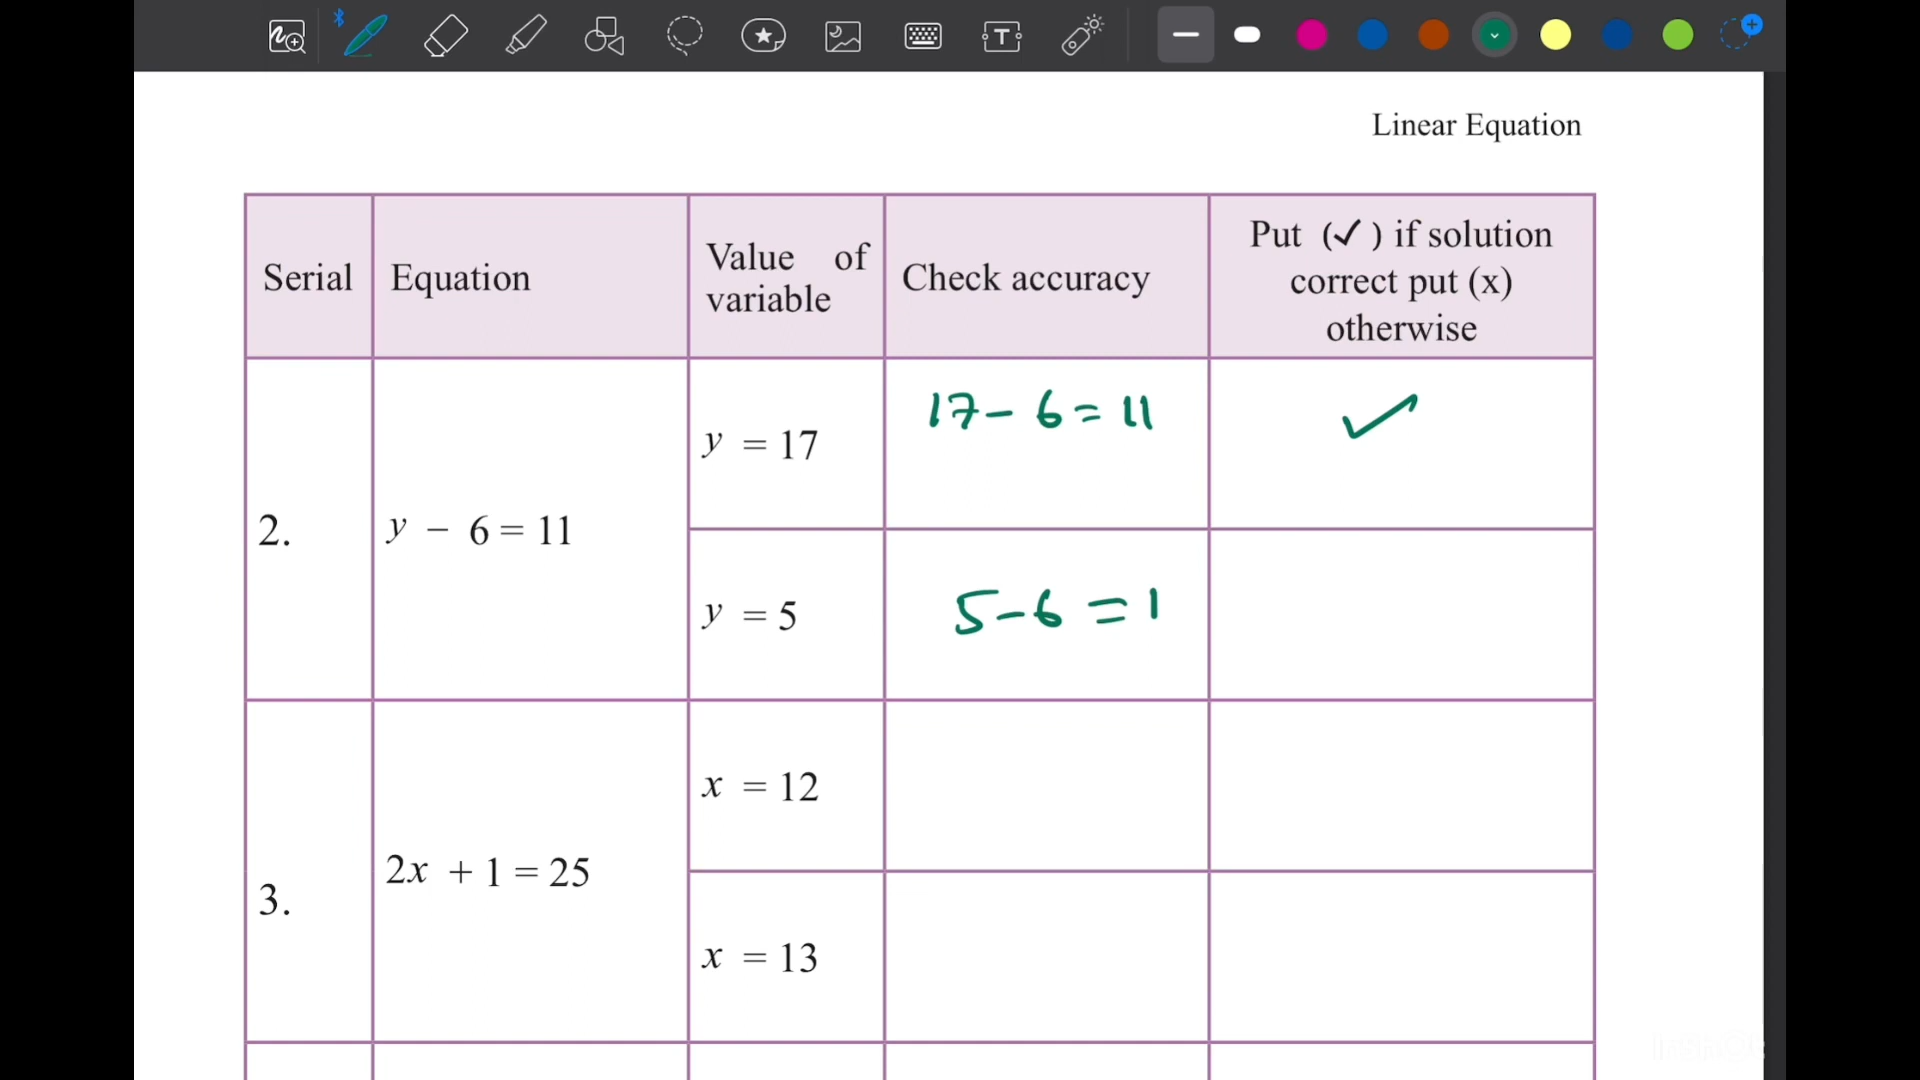 Linear Equation
Serial
Equation
Value of
variable
Check accuracy
Put (✓) if solution
correct put (x)
otherwise
2.
y − 6 = 11
y = 17
17 - 6 = 11
✓
y = 5
5 - 6 = 1
3.
2x + 1 = 25
x = 12
x = 13